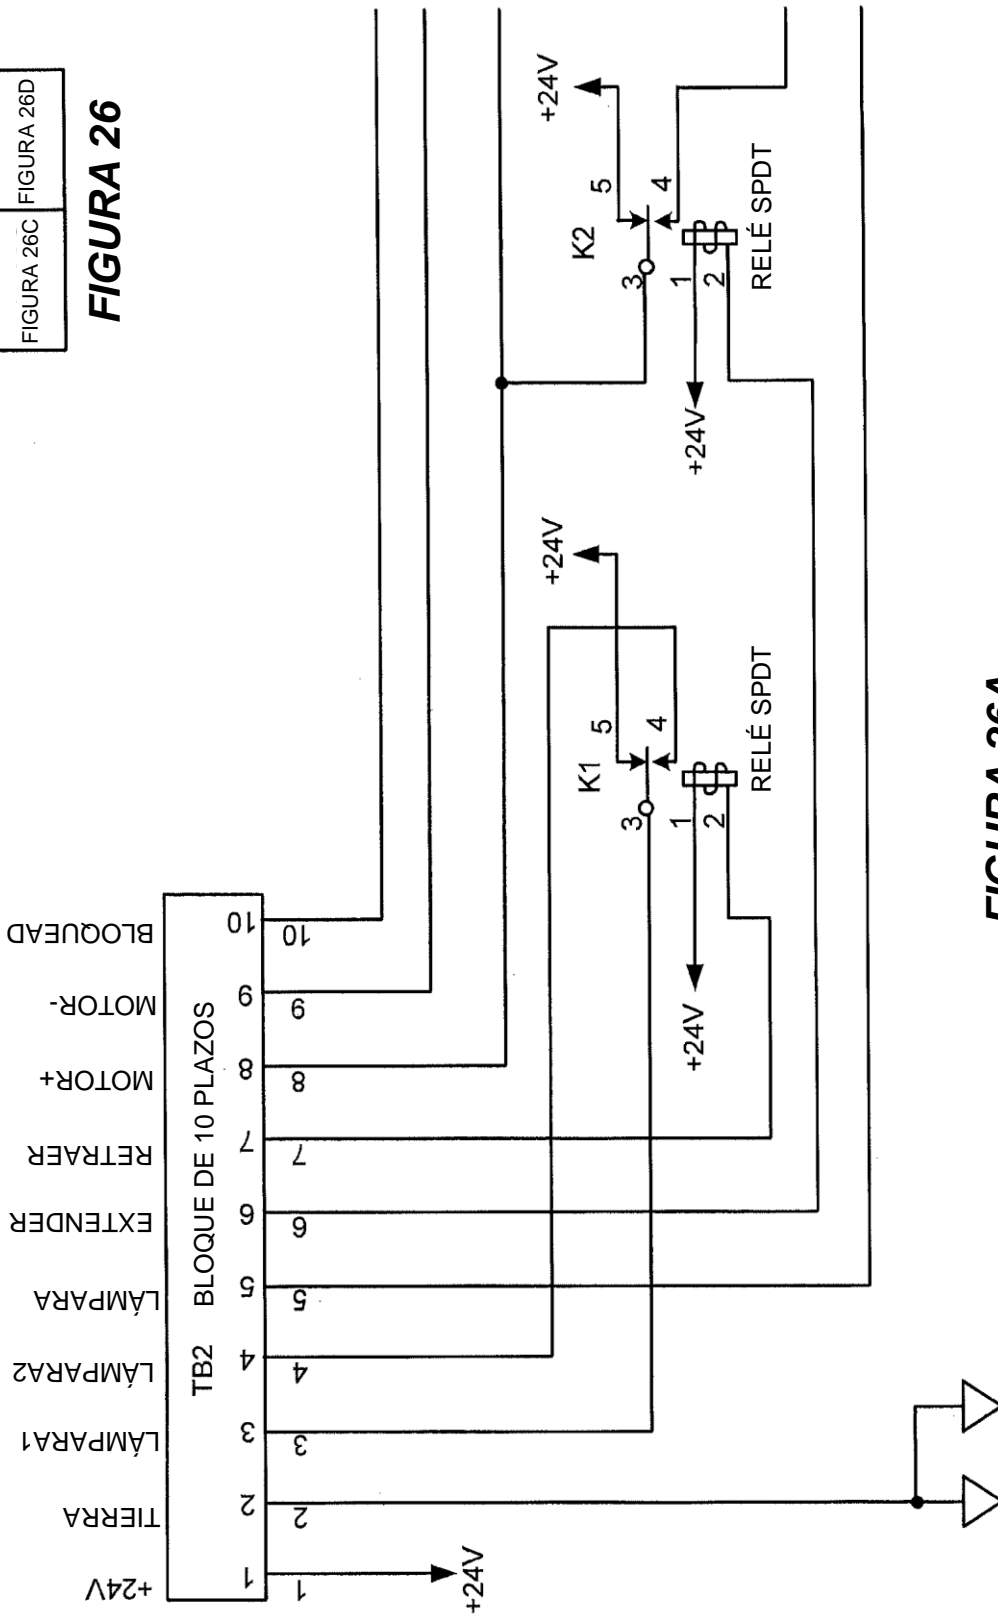 FIGURA 26C
FIGURA 26D
FIGURA 26
+24V
TIERRA
LÁMPARA1
LÁMPARA2
LÁMPARA
EXTENDER
RETRAER
MOTOR+
MOTOR-
BLOQUEAD
TB2 BLOQUE DE 10 PLAZOS
1 2 3 4 5 6 7 8 9 10
1 2 3 4 5 6 7 8 9 10
+24V
+24V
K1
5
3
4
1
2
+24V
RELÉ SPDT
+24V
K2
5
3
4
1
2
+24V
RELÉ SPDT
FIGURA 26A